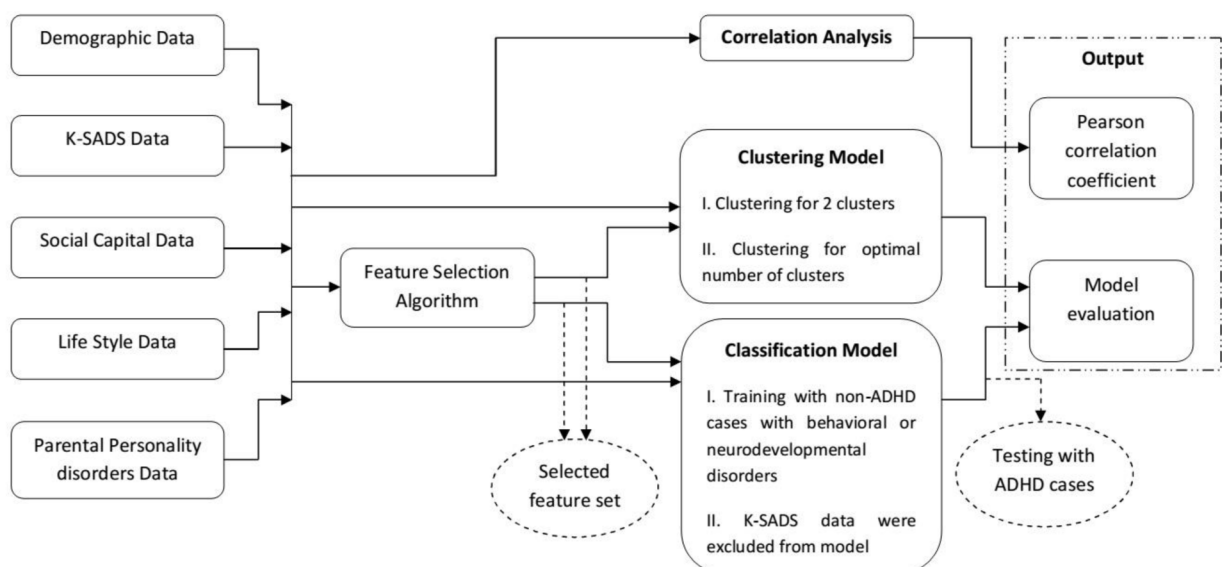 Demographic Data
K-SADS Data
Social Capital Data
Life Style Data
Parental Personality
disorders Data
Feature Selection
Algorithm
Selected
feature set
Correlation Analysis
Clustering Model
I. Clustering for 2 clusters
II. Clustering for optimal
number of clusters
Classification Model
I. Training with non-ADHD
cases with behavioral or
neurodevelopmental
disorders
II. K-SADS data were
excluded from model
Output
Pearson
correlation
coefficient
Model
evaluation
Testing with
ADHD cases